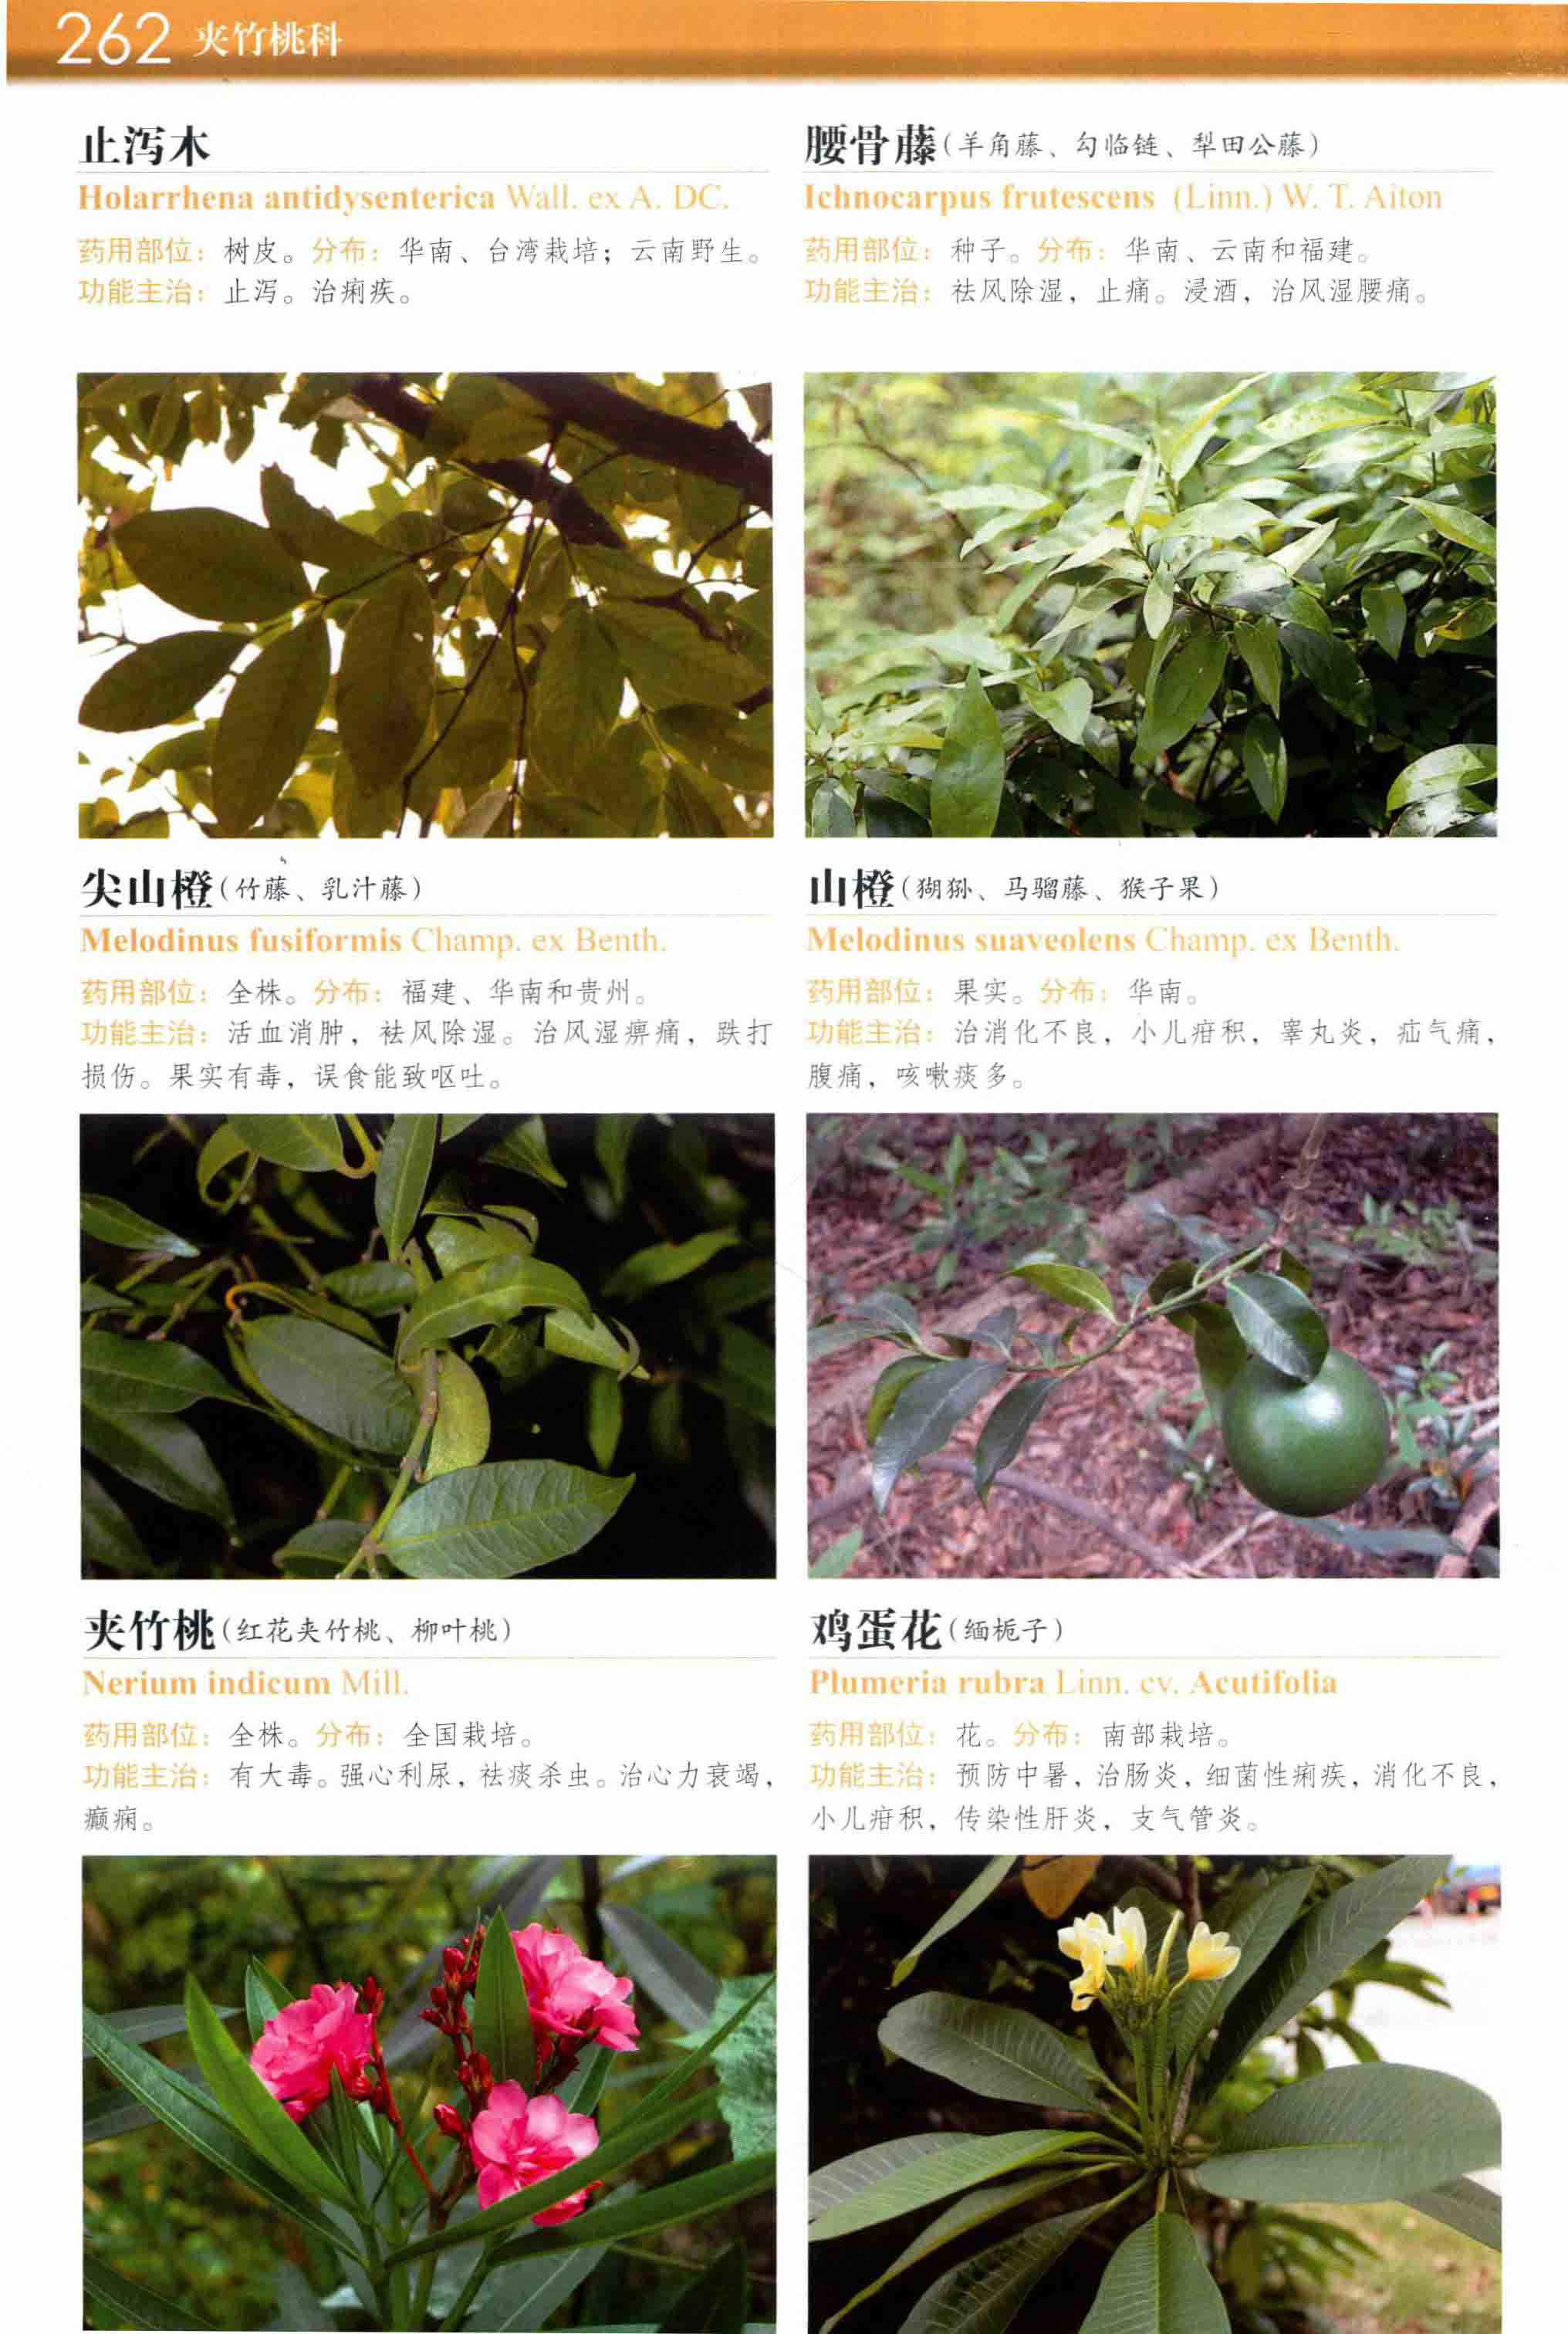 262 夹竹桃科
止泻木
Holarrhena antidysenterica Wall. ex A. DC.
药用部位：树皮。分布：华南、台湾栽培；云南野生。
功能主治：止泻。治痢疾。
腰骨藤（羊角藤、勾临链、犁田公藤）
Ichnocarpus frutescens (Linn.) W. T. Aiton
药用部位：种子。分布：华南、云南和福建。
功能主治：祛风除湿，止痛。浸酒，治风湿腰痛。
尖山橙（竹藤、乳汁藤）
Melodinus fusiformis Champ. ex Benth.
药用部位：全株。分布：福建、华南和贵州。
功能主治：活血消肿，祛风除湿。治风湿痹痛，跌打
损伤。果实有毒，误食能致呕吐。
山橙（猢狲、马骝藤、猴子果）
Melodinus suaveolens Champ. ex Benth.
药用部位：果实。分布：华南。
功能主治：治消化不良，小儿疳积，睾丸炎，疝气痛，
腹痛，咳嗽痰多。
夹竹桃（红花夹竹桃、柳叶桃）
Nerium indicum Mill.
药用部位：全株。分布：全国栽培。
功能主治：有大毒。强心利尿，祛痰杀虫。治心力衰竭，
癫痫。
鸡蛋花（缅栀子）
Plumeria rubra Linn. cv. Acutifolia
药用部位：花。分布：南部栽培。
功能主治：预防中暑，治肠炎，细菌性痢疾，消化不良，
小儿疳积，传染性肝炎，支气管炎。